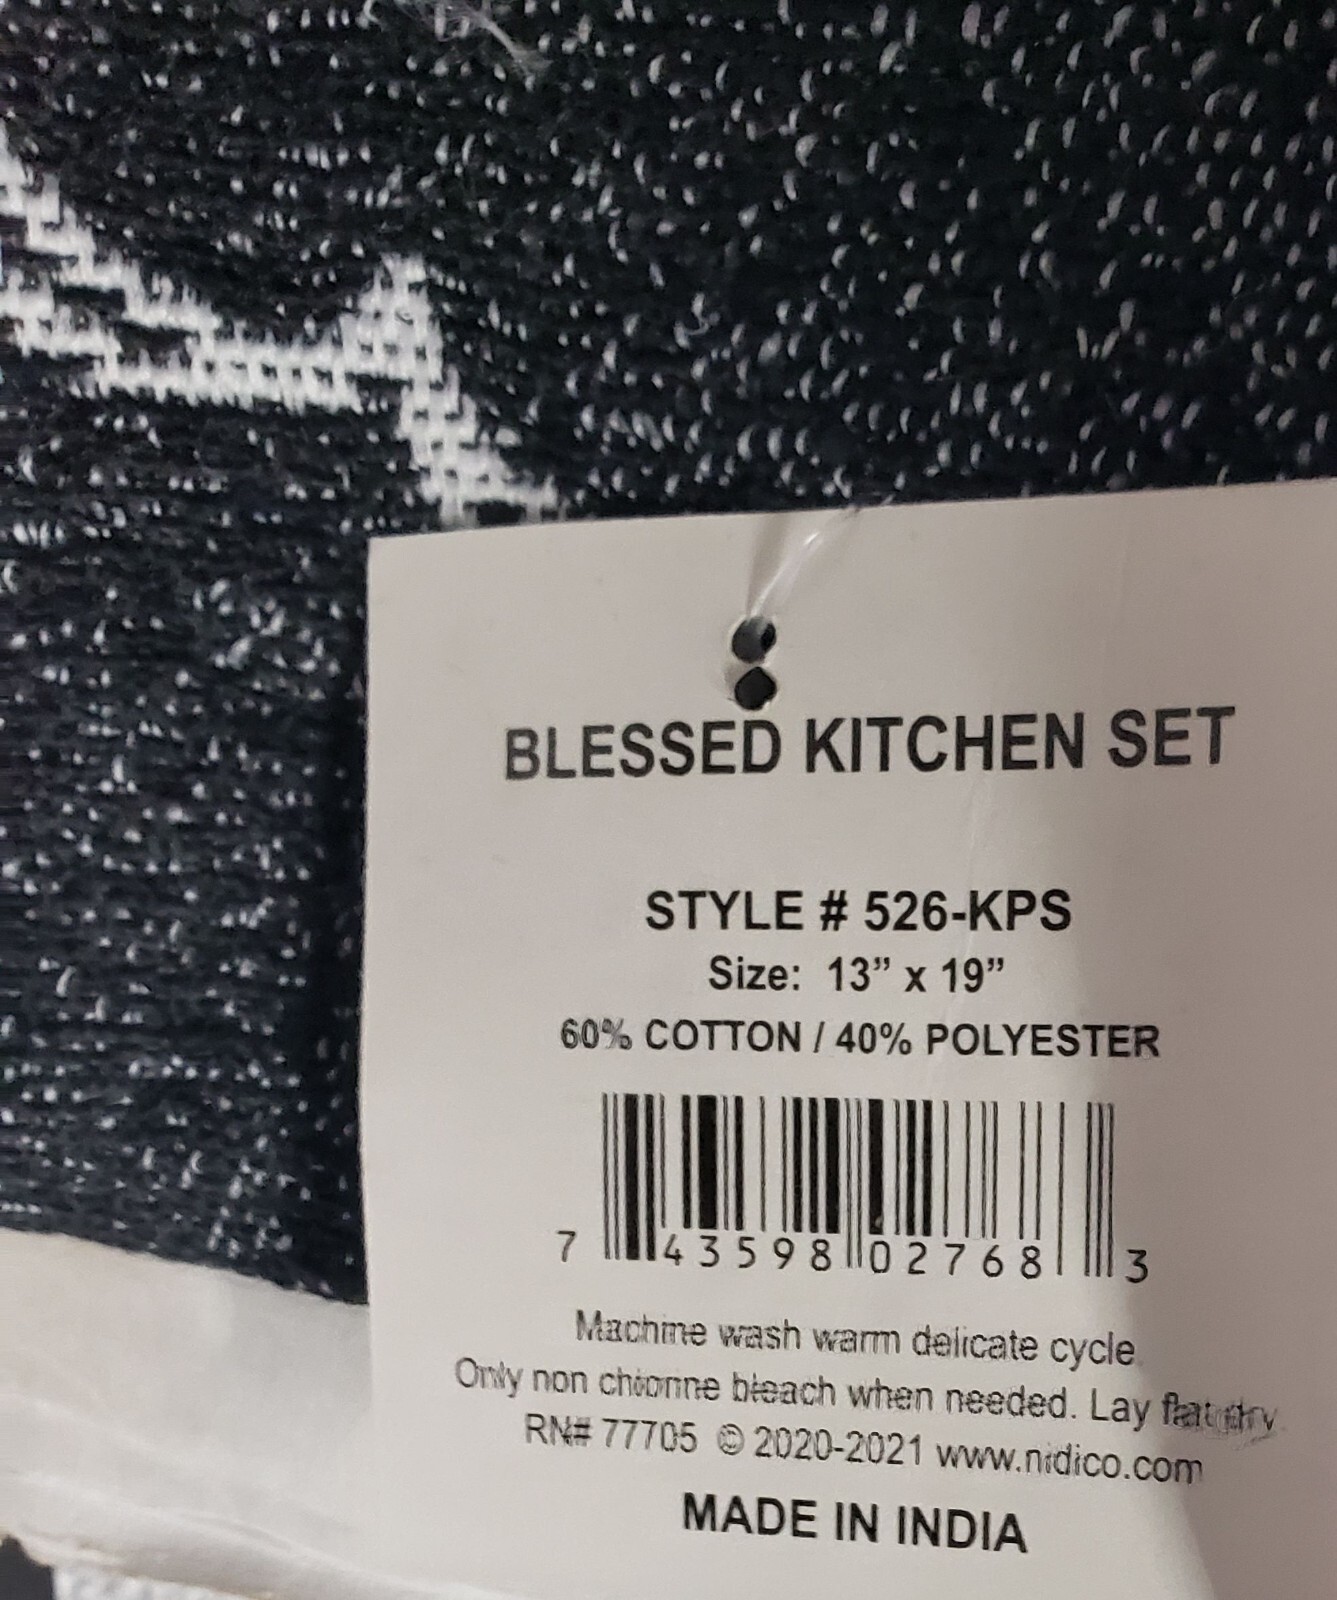 BLESSED KITCHEN SET
STYLE # 526-KPS
Size: 13” x 19”
60% COTTON / 40% POLYESTER
7 43598 02768 3
Machine wash warm delicate cycle
Only non chlorine bleach when needed. Lay flat dry
RN# 77705 © 2020-2021 www.nidico.com
MADE IN INDIA